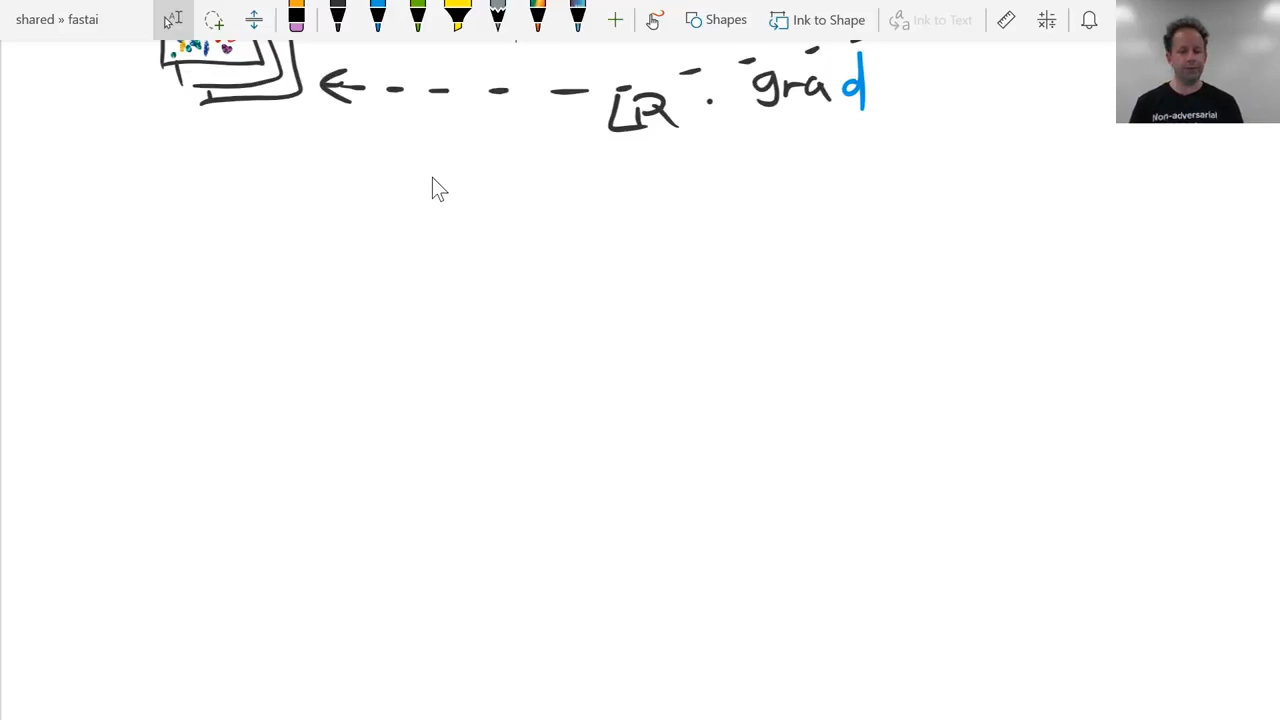 shared » fastai
Shapes
Ink to Shape
Ink to Text
LR . grad
Non-adversarial